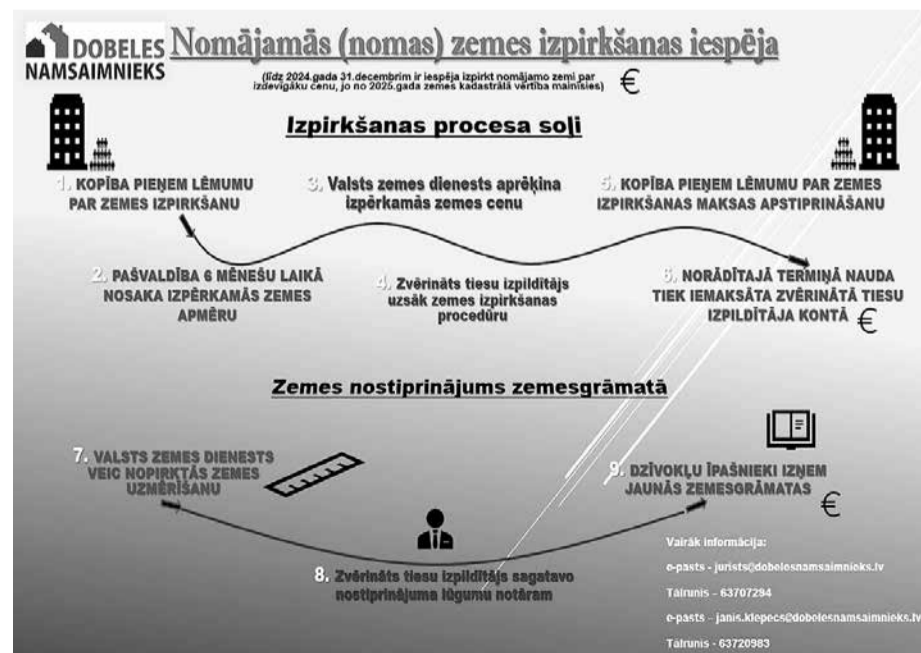 DOBELES
NAMSAIMNIEKS
Nomājamās (nomas) zemes izpirkšanas iespēja
(līdz 2024.gada 31.decembrim ir iespēja izpirkt nomājamo zemi par
izdevīgāku cenu, jo no 2025.gada zemes kadastrālā vērtība mainīsies)
€
Izpirkšanas procesa soļi
1. KOPĪBA PIEŅEM LĒMUMU
PAR ZEMES IZPIRKŠANU
2. PAŠVALDĪBA 6 MĒNEŠU LAIKĀ
NOSAKA IZPĒRKAMĀS ZEMES
APMĒRU
3. Valsts zemes dienests aprēķina
izpērkamās zemes cenu
4. Zvērināts tiesu izpildītājs
uzsāk zemes izpirkšanas
procedūru
5. KOPĪBA PIEŅEM LĒMUMU PAR ZEMES
IZPIRKŠANAS MAKSAS APSTIPRINĀŠANU
6. NORĀDĪTAJĀ TERMIŅĀ NAUDA
TIEK IEMAKSĀTA ZVĒRINĀTĀ TIESU
IZPILDĪTĀJA KONTĀ €
Zemes nostiprinājums zemesgrāmatā
7. VALSTS ZEMES DIENESTS
VEIC NOPIRKTĀS ZEMES
UZMĒRĪŠANU
8. Zvērināts tiesu izpildītājs sagatavo
nostiprinājuma lūgumu notāram
9. DZĪVOKĻU ĪPAŠNIEKI IZŅEM
JAUNĀS ZEMESGRĀMATAS
€
Vairāk informācija:
e-pasts - jurists@dobelesnamsaimnieks.lv
Tālrunis – 63707294
e-pasts – janis.klepecs@dobelesnamsaimnieks.lv
Tālrunis - 63720983